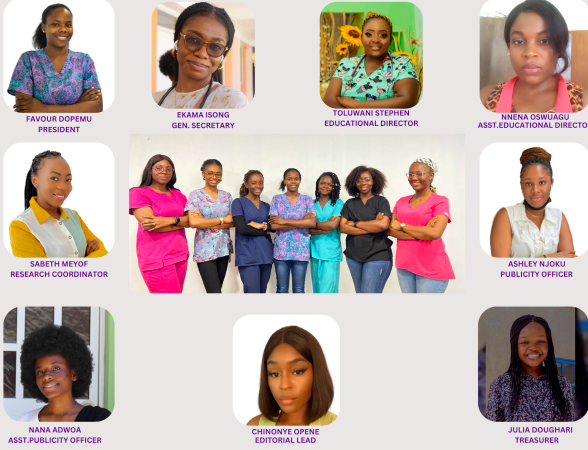 FAVOUR DOPEMU
PRESIDENT
EKAMA ISONG
GEN. SECRETARY
TOLUWANI STEPHEN
EDUCATIONAL DIRECTOR
NNENA OSWUAGU
ASST.EDUCATIONAL DIRECTO
SABETH MEYOF
RESEARCH COORDINATOR
ASHLEY NJOKU
PUBLICITY OFFICER
NANA ADWOA
ASST.PUBLICITY OFFICER
CHINONYE OPENE
EDITORIAL LEAD
JULIA DOUGHARI
TREASURER